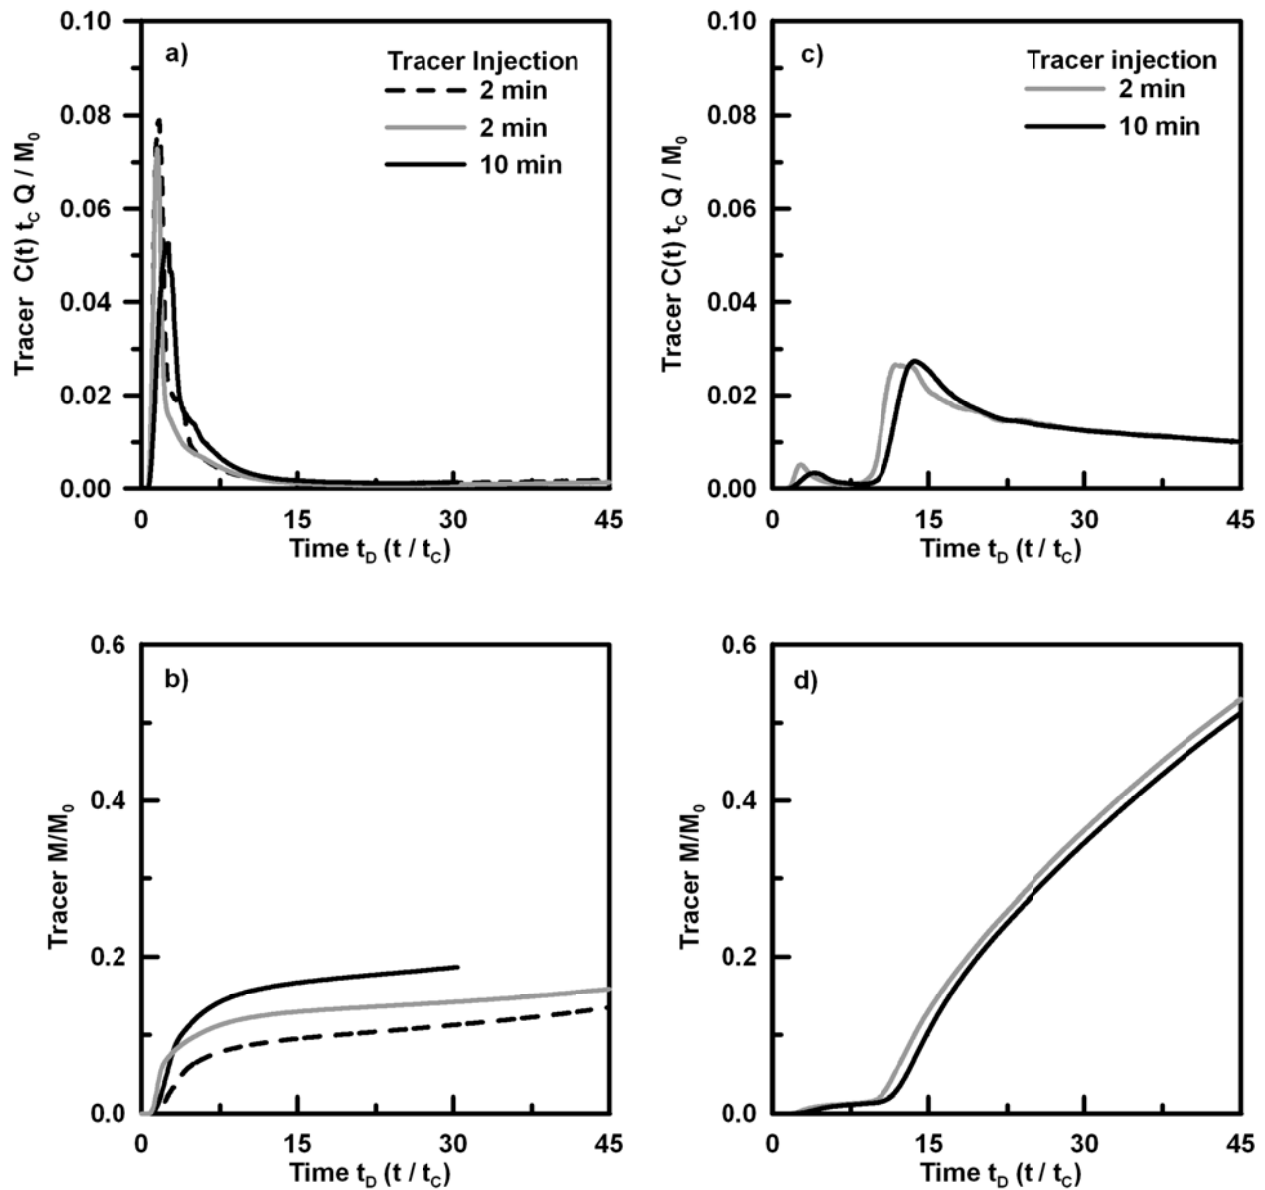 a)
Tracer Injection
2 min
2 min
10 min
0.10
0.08
0.06
0.04
0.02
0.00
Tracer C(t) t_C Q / M_0
0 15 30 45
Time t_D (t / t_C)
c)
Tracer injection
2 min
10 min
0.10
0.08
0.06
0.04
0.02
0.00
Tracer C(t) t_C Q / M_0
0 15 30 45
Time t_D (t / t_C)
b)
0.6
0.4
0.2
0.0
Tracer M/M_0
0 15 30 45
Time t_D (t / t_C)
d)
0.6
0.4
0.2
0.0
Tracer M/M_0
0 15 30 45
Time t_D (t / t_C)